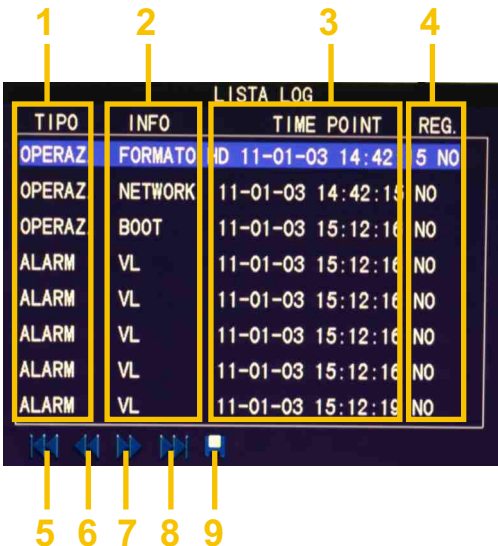 1 2 3 4
LISTA LOG
TIPO INFO TIME POINT REG.
OPERAZ FORMATO HD 11-01-03 14:42 5 NO
OPERAZ NETWORK 11-01-03 14:42:15 NO
OPERAZ BOOT 11-01-03 15:12:16 NO
ALARM VL 11-01-03 15:12:16 NO
ALARM VL 11-01-03 15:12:16 NO
ALARM VL 11-01-03 15:12:16 NO
ALARM VL 11-01-03 15:12:16 NO
ALARM VL 11-01-03 15:12:19 NO
5 6 7 8 9